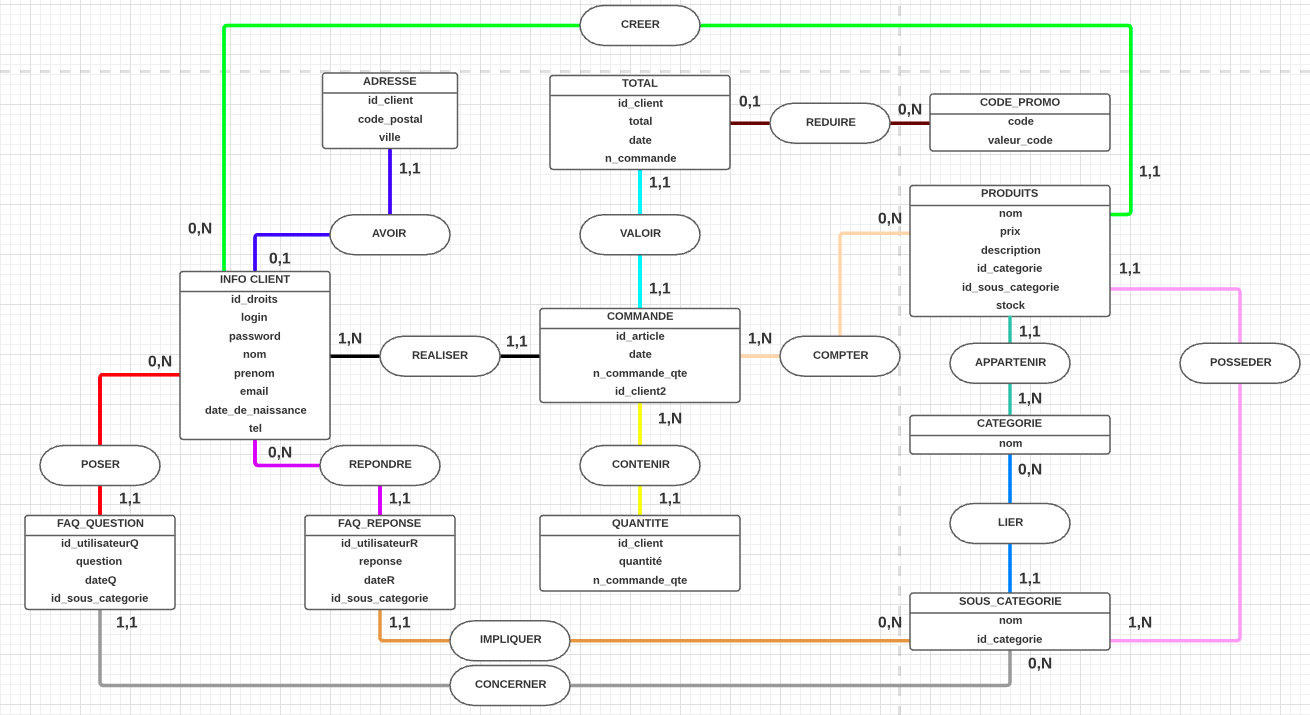 CREER
ADRESSE
id_client
code_postal
ville
1,1
AVOIR
0,1
0,N
TOTAL
id_client
total
date
n_commande
0,1
REDUIRE
0,N
CODE_PROMO
code
valeur_code
1,1
VALOIR
1,1
1,1
PRODUITS
nom
prix
description
id_categorie
id_sous_categorie
stock
0,N
1,1
INFO CLIENT
id_droits
login
password
nom
prenom
email
date_de_naissance
tel
1,N
REALISER
1,1
COMMANDE
id_article
date
n_commande_qte
id_client2
1,N
COMPTER
1,1
APPARTENIR
POSSEDER
1,N
CATEGORIE
nom
0,N
0,N
POSER
1,1
0,N
REPONDRE
1,1
1,N
CONTENIR
1,1
LIER
1,1
FAQ_QUESTION
id_utilisateurQ
question
dateQ
id_sous_categorie
1,1
FAQ_REPONSE
id_utilisateurR
reponse
dateR
id_sous_categorie
1,1
QUANTITE
id_client
quantité
n_commande_qte
SOUS_CATEGORIE
nom
id_categorie
IMPLIQUER
0,N
1,N
CONCERNER
0,N